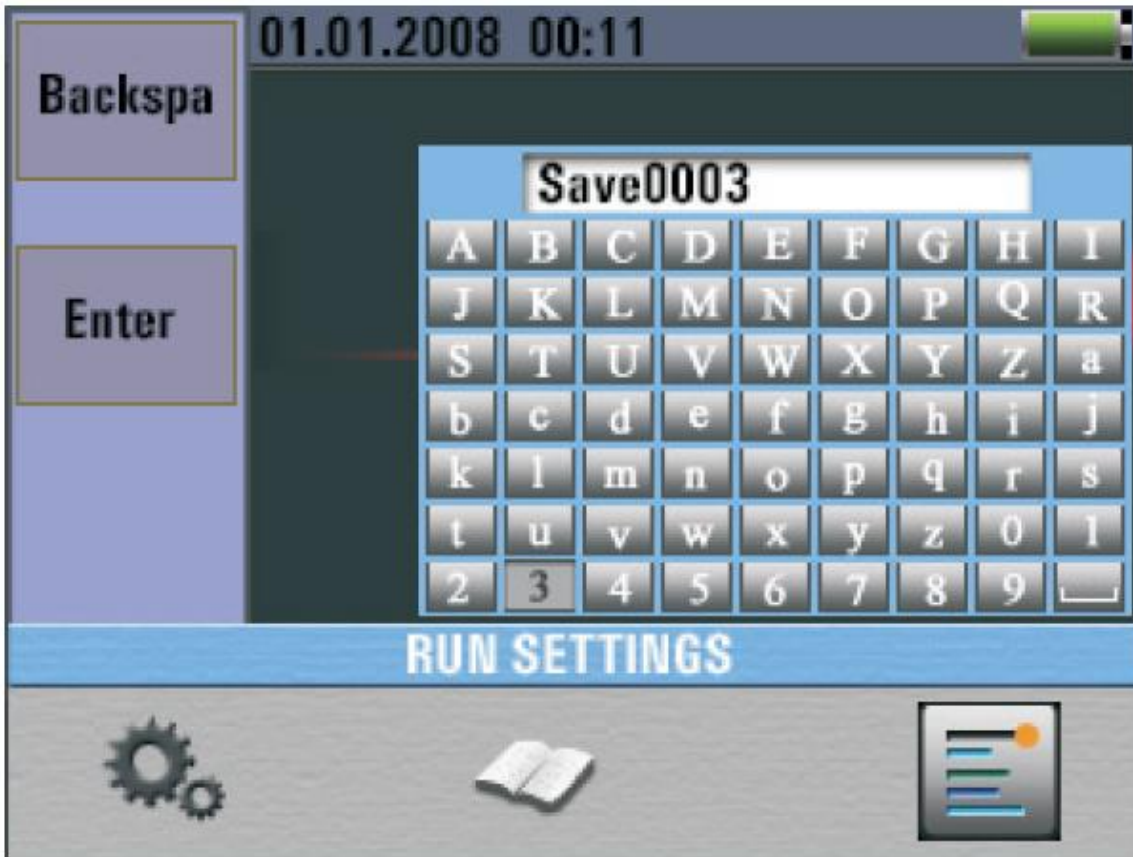 01.01.2008 00:11
Backspa
Enter
Save0003
A B C D E F G H I
J K L M N O P Q R
S T U V W X Y Z a
b c d e f g h i j
k l m n o p q r s
t u v w x y z 0 1
2 3 4 5 6 7 8 9
RUN SETTINGS